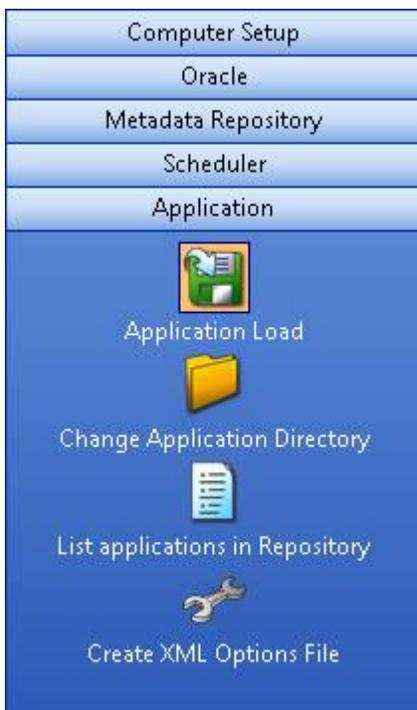 Computer Setup
Oracle
Metadata Repository
Scheduler
Application
Application Load
Change Application Directory
List applications in Repository
Create XML Options File